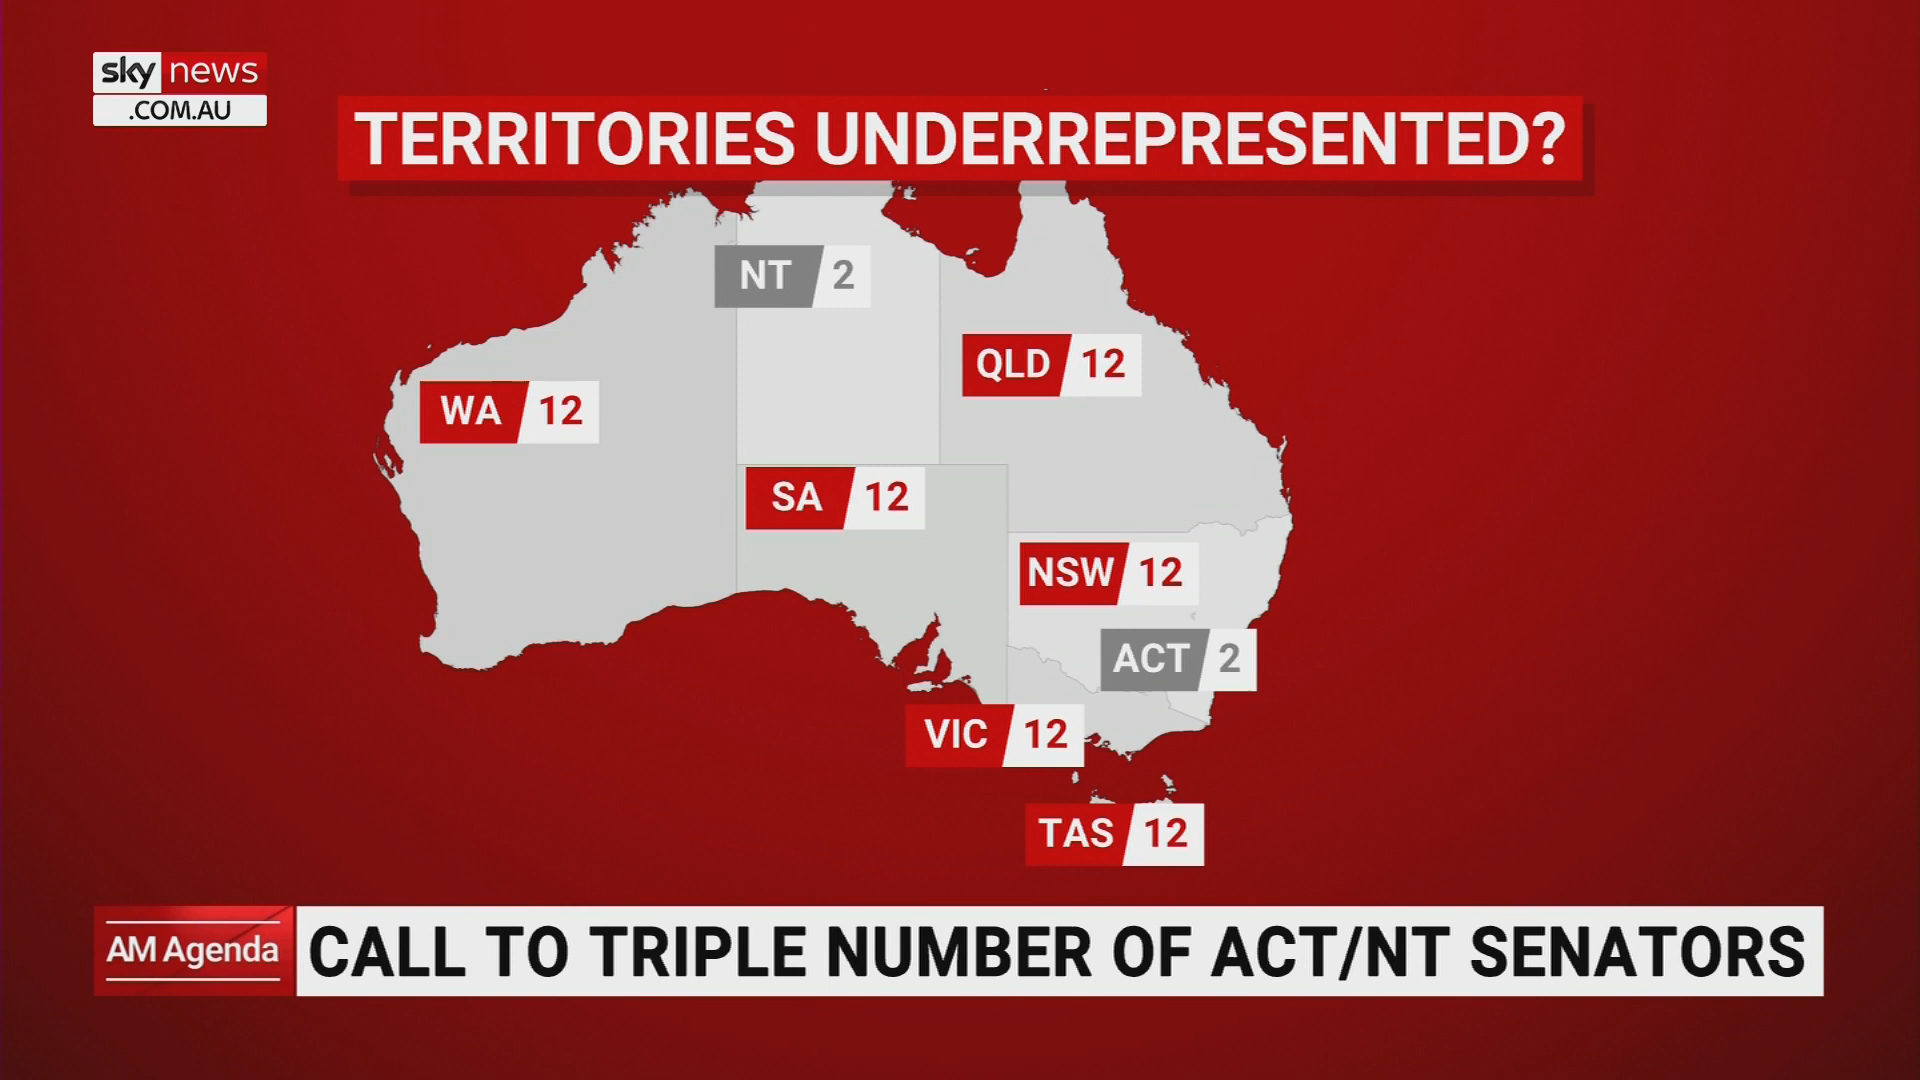 sky news
.COM.AU
TERRITORIES UNDERREPRESENTED?
NT 2
QLD 12
WA 12
SA 12
NSW 12
ACT 2
VIC 12
TAS 12
AM Agenda
CALL TO TRIPLE NUMBER OF ACT/NT SENATORS